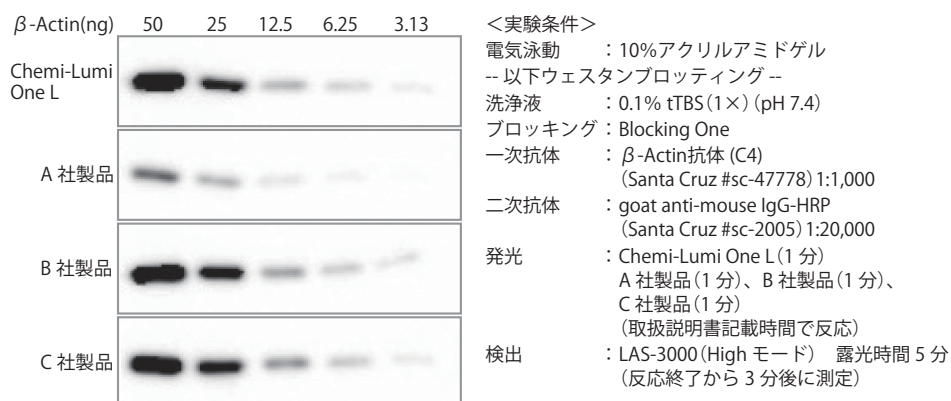 β-Actin(ng) 50 25 12.5 6.25 3.13
Chemi-Lumi
One L
A 社製品
B 社製品
C 社製品
＜実験条件＞
電気泳動 ：10%アクリルアミドゲル
-- 以下ウェスタンブロッティング --
洗浄液 ：0.1% tTBS（1×）（pH 7.4）
ブロッキング：Blocking One
一次抗体 ：β-Actin抗体 (C4)
（Santa Cruz #sc-47778）1:1,000
二次抗体 ：goat anti-mouse IgG-HRP
（Santa Cruz #sc-2005）1:20,000
発光 ：Chemi-Lumi One L（1 分）
A 社製品（1 分）、B 社製品（1 分）、
C 社製品（1 分）
（取扱説明書記載時間で反応）
検出 ：LAS-3000（High モード） 露光時間 5 分
（反応終了から 3 分後に測定）